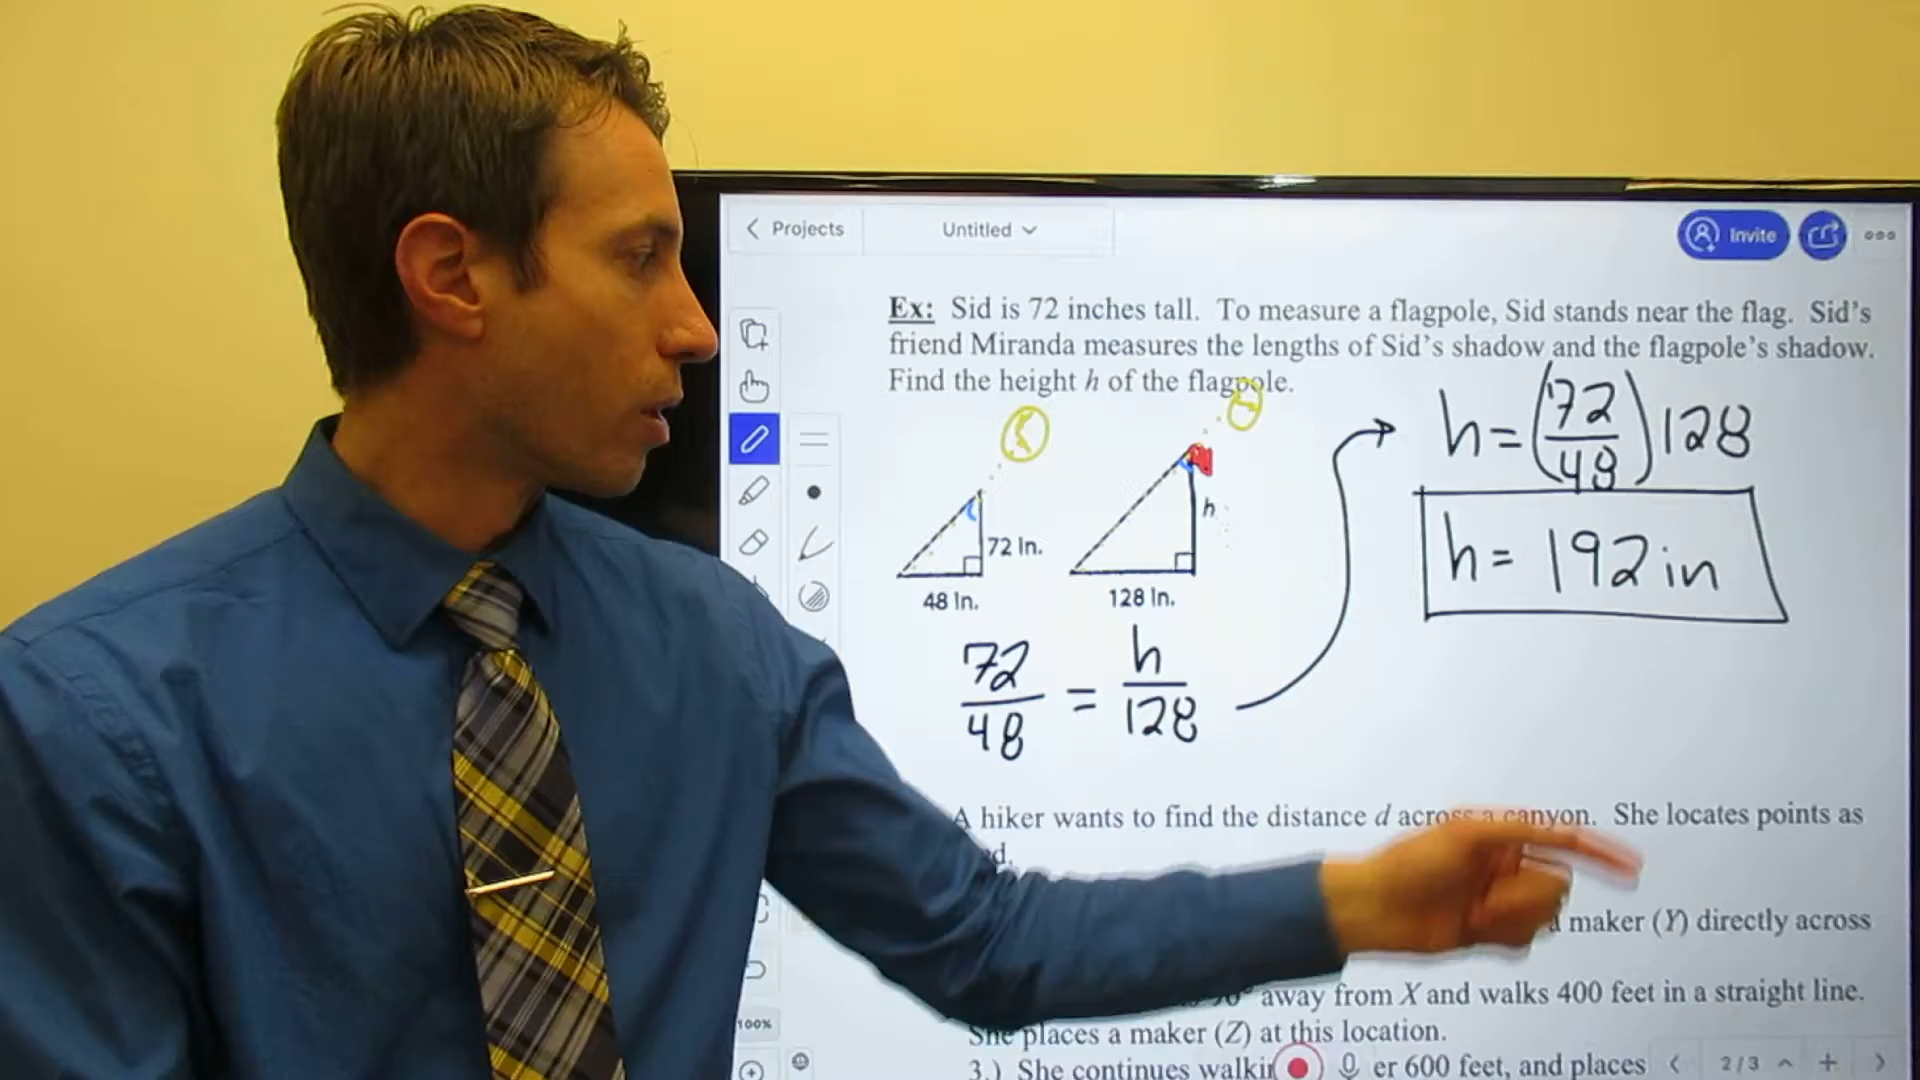 Projects
Untitled
Invite
Ex: Sid is 72 inches tall. To measure a flagpole, Sid stands near the flag. Sid's
friend Miranda measures the lengths of Sid's shadow and the flagpole's shadow.
Find the height h of the flagpole.
h = (72/48) 128
h
72 In.
h = 192 in
48 In.
128 In.
72/48 = h/128
A hiker wants to find the distance d across a canyon. She locates points as
maker (Y) directly across
away from X and walks 400 feet in a straight line.
She places a maker (Z) at this location.
3.) She continues er 600 feet, and places
100%
2/3